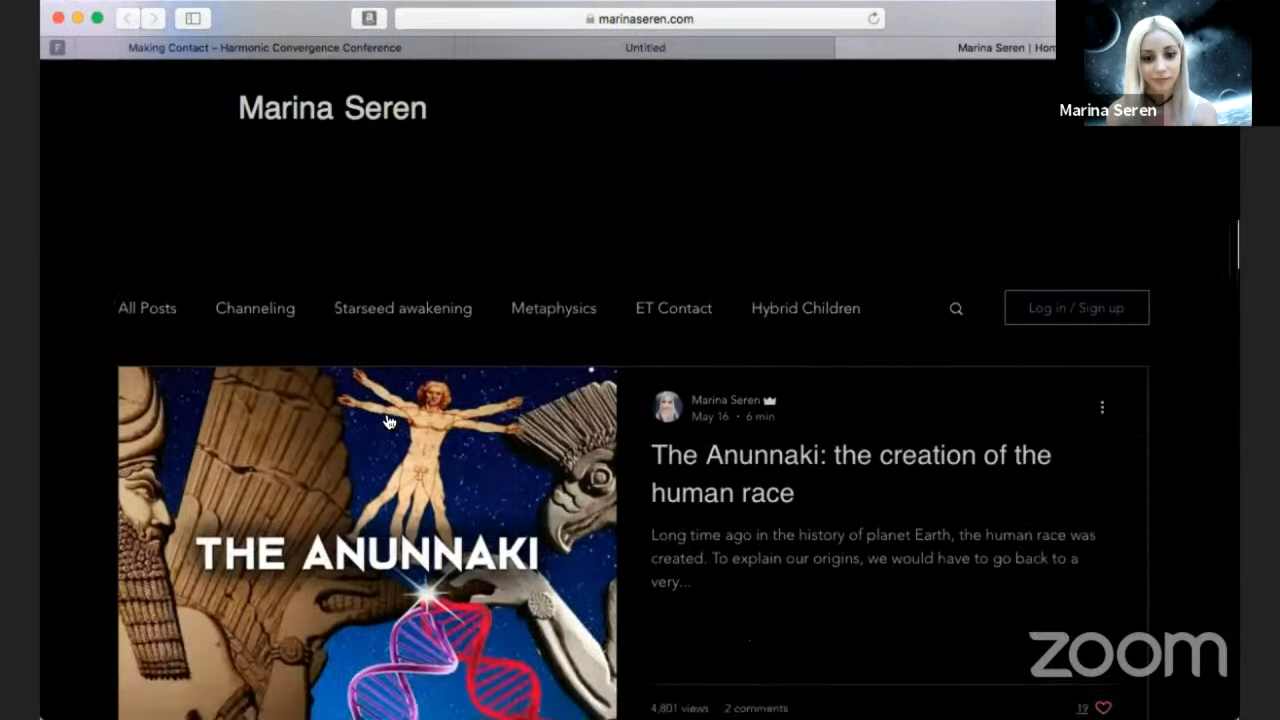 marinaseren.com
Making Contact – Harmonic Convergence Conference
Untitled
Marina Seren | Hom
Marina Seren
Marina Seren
All Posts
Channeling
Starseed awakening
Metaphysics
ET Contact
Hybrid Children
Log in / Sign up
Marina Seren
May 16 • 6 min
The Anunnaki: the creation of the
human race
Long time ago in the history of planet Earth, the human race was
created. To explain our origins, we would have to go back to a
very...
THE ANUNNAKI
zoom
4,801 views
2 comments
19